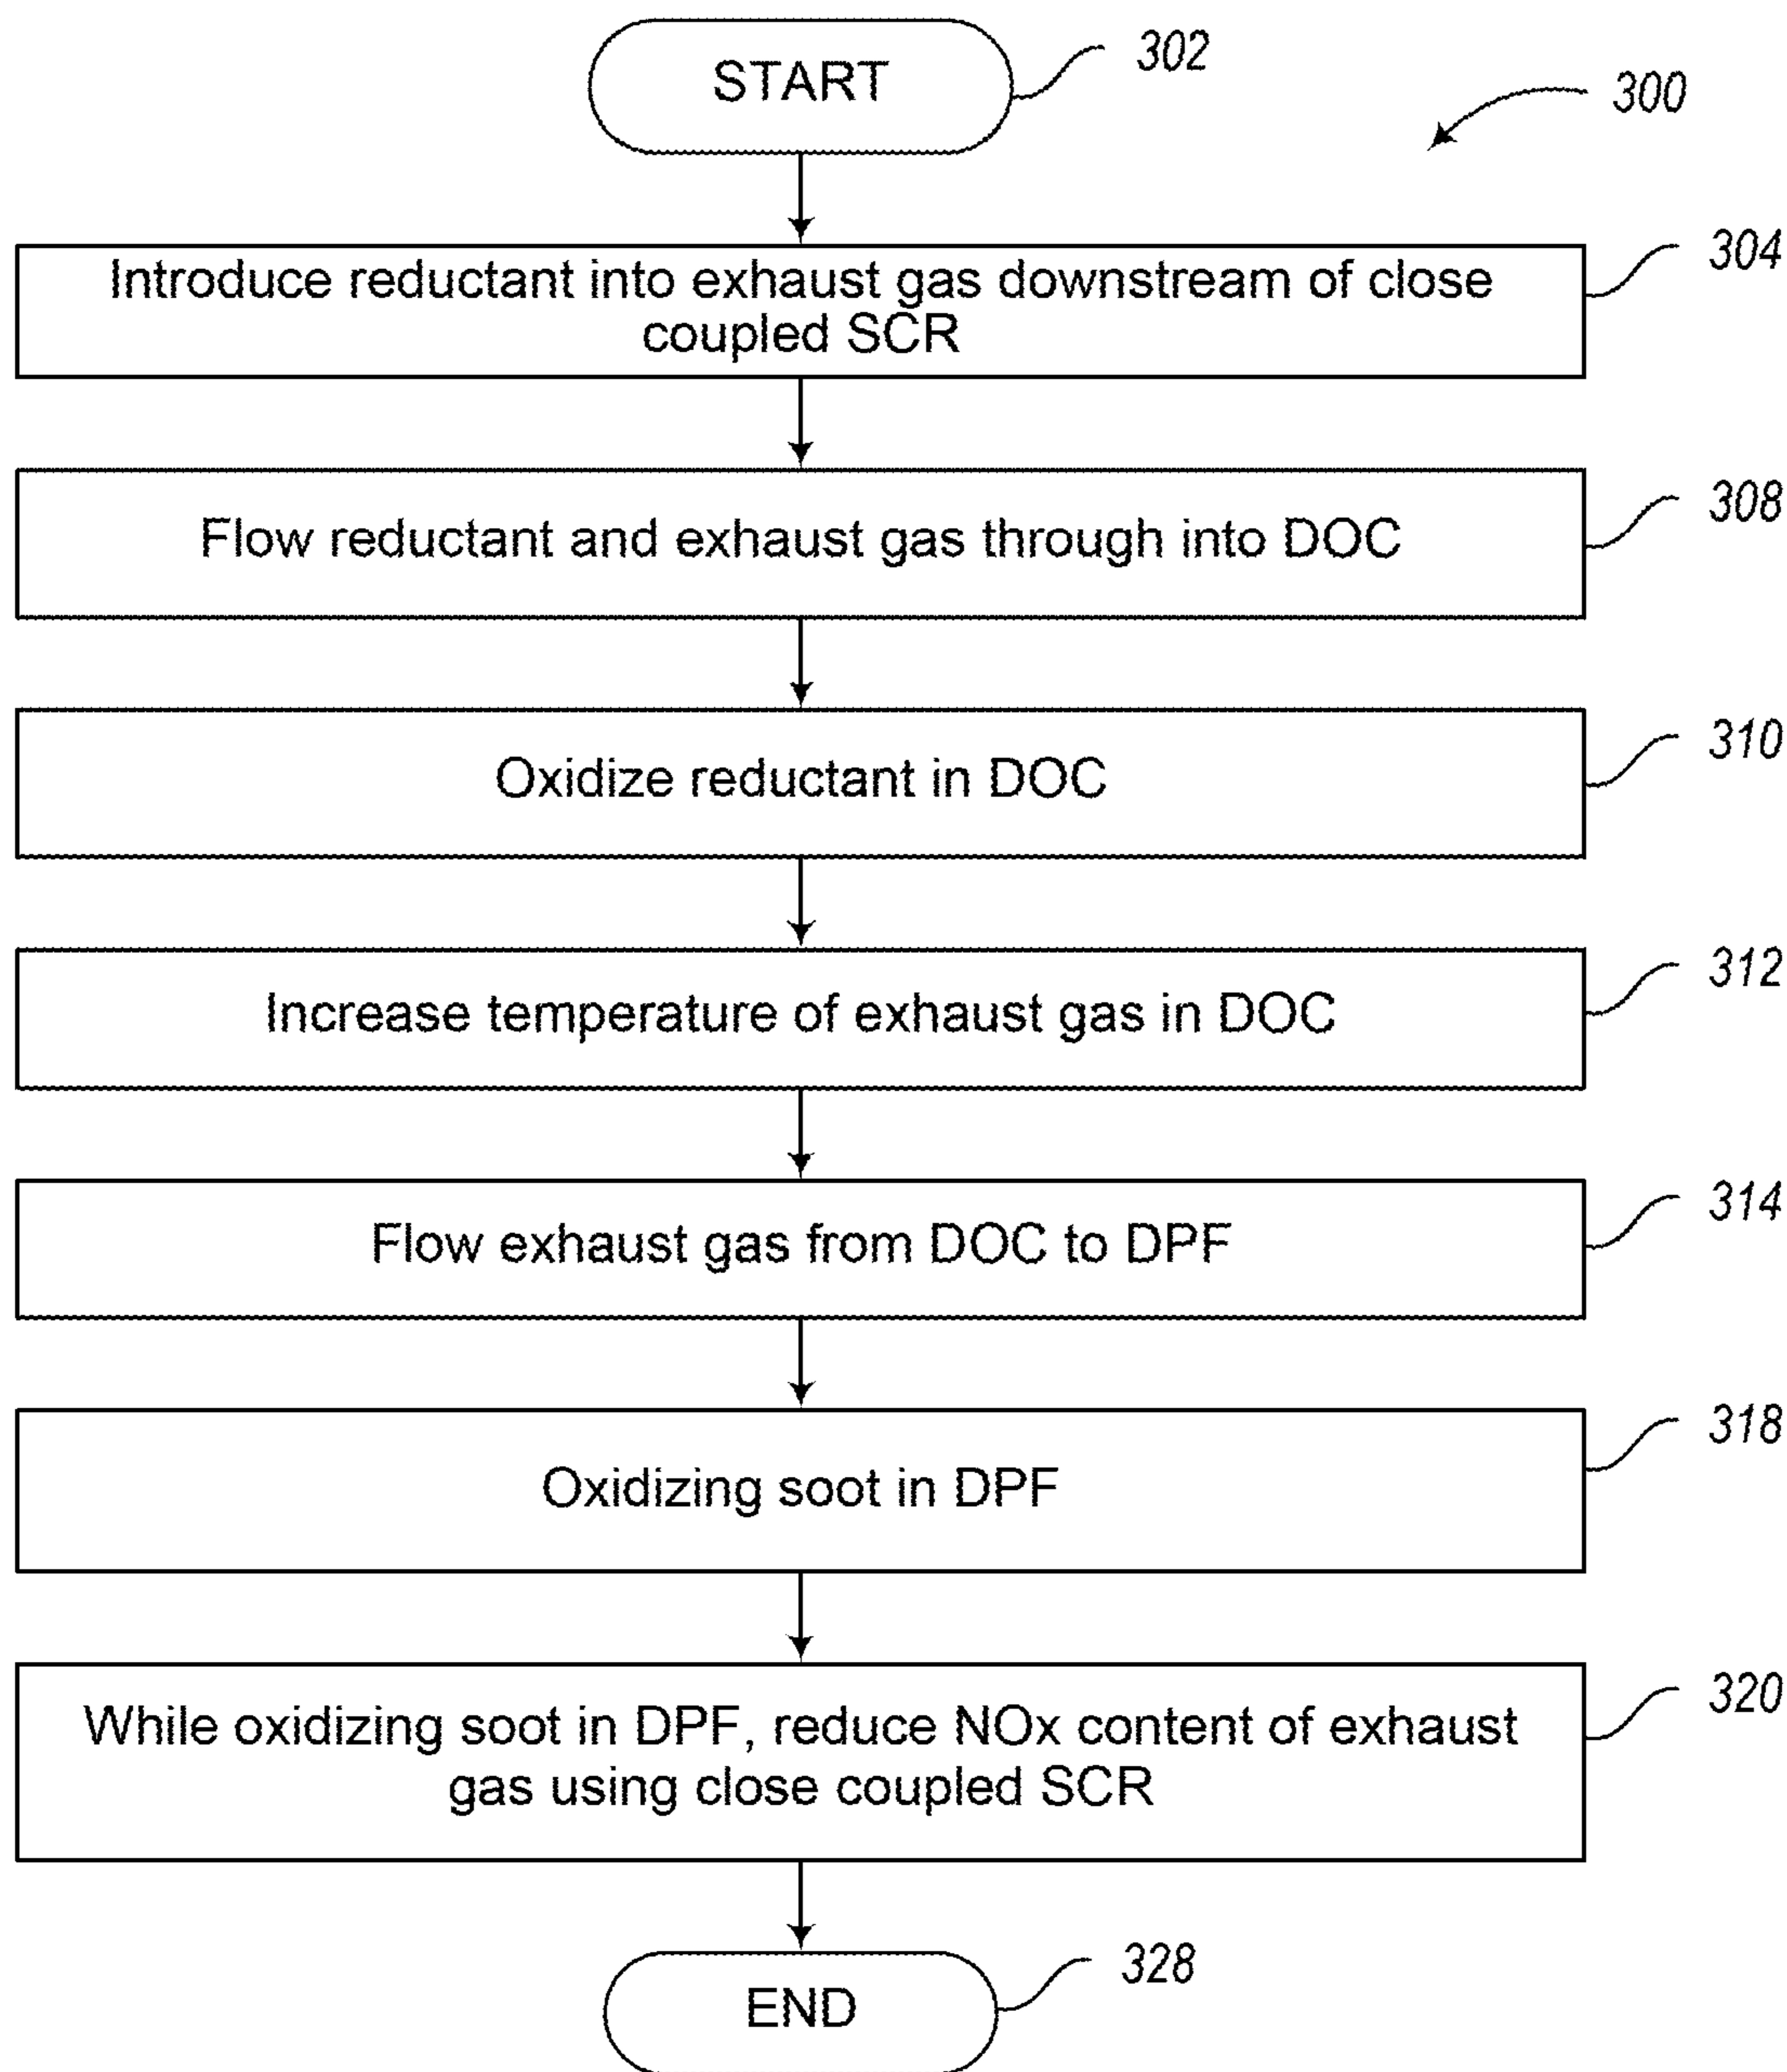 START
302
300
Introduce reductant into exhaust gas downstream of close
coupled SCR
304
Flow reductant and exhaust gas through into DOC
308
Oxidize reductant in DOC
310
Increase temperature of exhaust gas in DOC
312
Flow exhaust gas from DOC to DPF
314
Oxidizing soot in DPF
318
While oxidizing soot in DPF, reduce NOx content of exhaust
gas using close coupled SCR
320
END
328